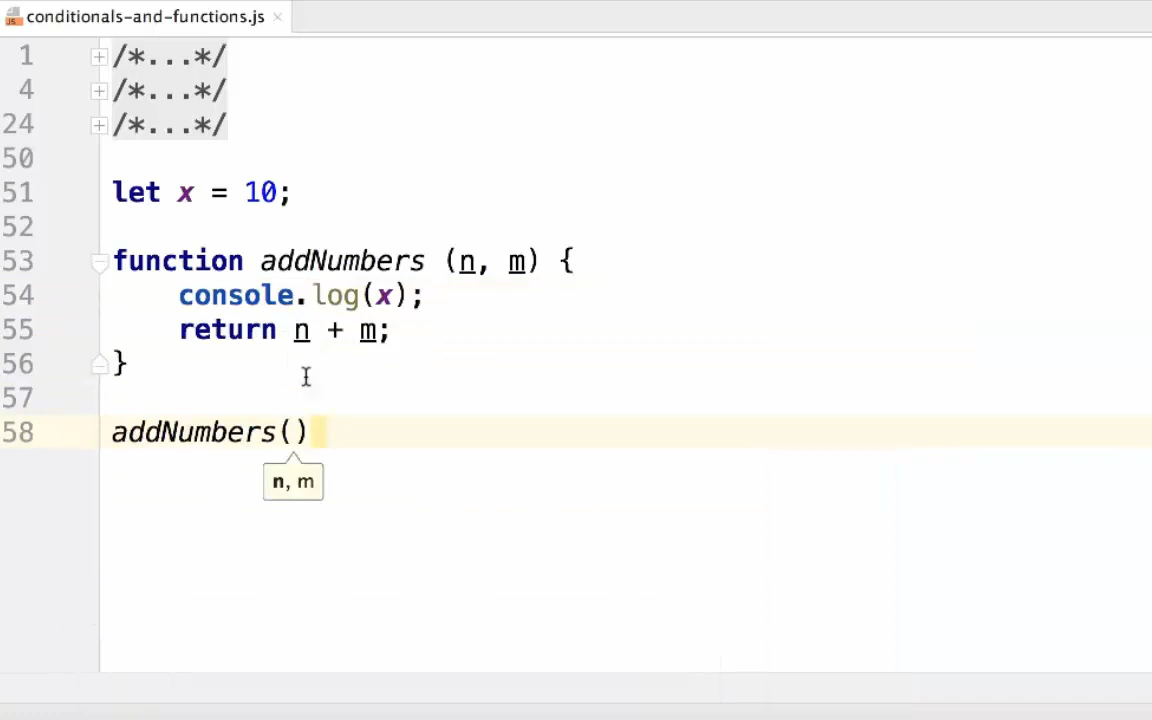 conditionals-and-functions.js ×
1 /*...*/
4 /*...*/
24 /*...*/
50
51 let x = 10;
52
53 function addNumbers (n, m) {
54 console.log(x);
55 return n + m;
56 }
57
58 addNumbers()
n, m